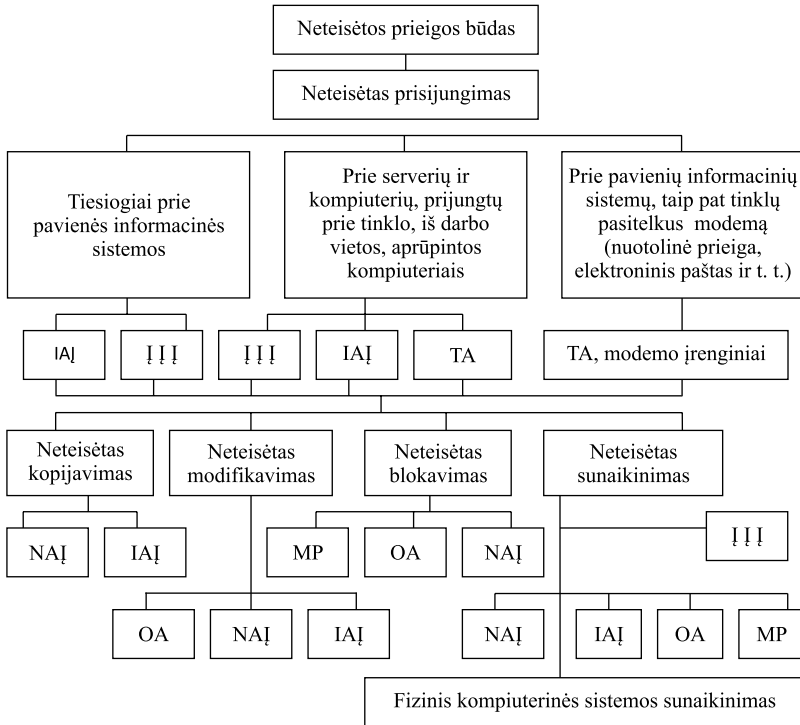 Neteisėtos prieigos būdas
Neteisėtas prisijungimas
Tiesiogiai prie
pavienės informacinės
sistemos
Prie serverių ir
kompiuterių, prijungtų
prie tinklo, iš darbo
vietos, aprūpintos
kompiuteriais
Prie pavienių informacinių
sistemų, taip pat tinklų
pasitelkus modemą
(nuotolinė prieiga,
elektroninis paštas ir t. t.)
IAĮ
Į Į Į
Į Į Į
IAĮ
TA
TA, modemo įrenginiai
Neteisėtas
kopijavimas
Neteisėtas
modifikavimas
Neteisėtas
blokavimas
Neteisėtas
sunaikinimas
NAĮ
IAĮ
MP
OA
NAĮ
Į Į Į
OA
NAĮ
IAĮ
NAĮ
IAĮ
OA
MP
Fizinis kompiuterinės sistemos sunaikinimas